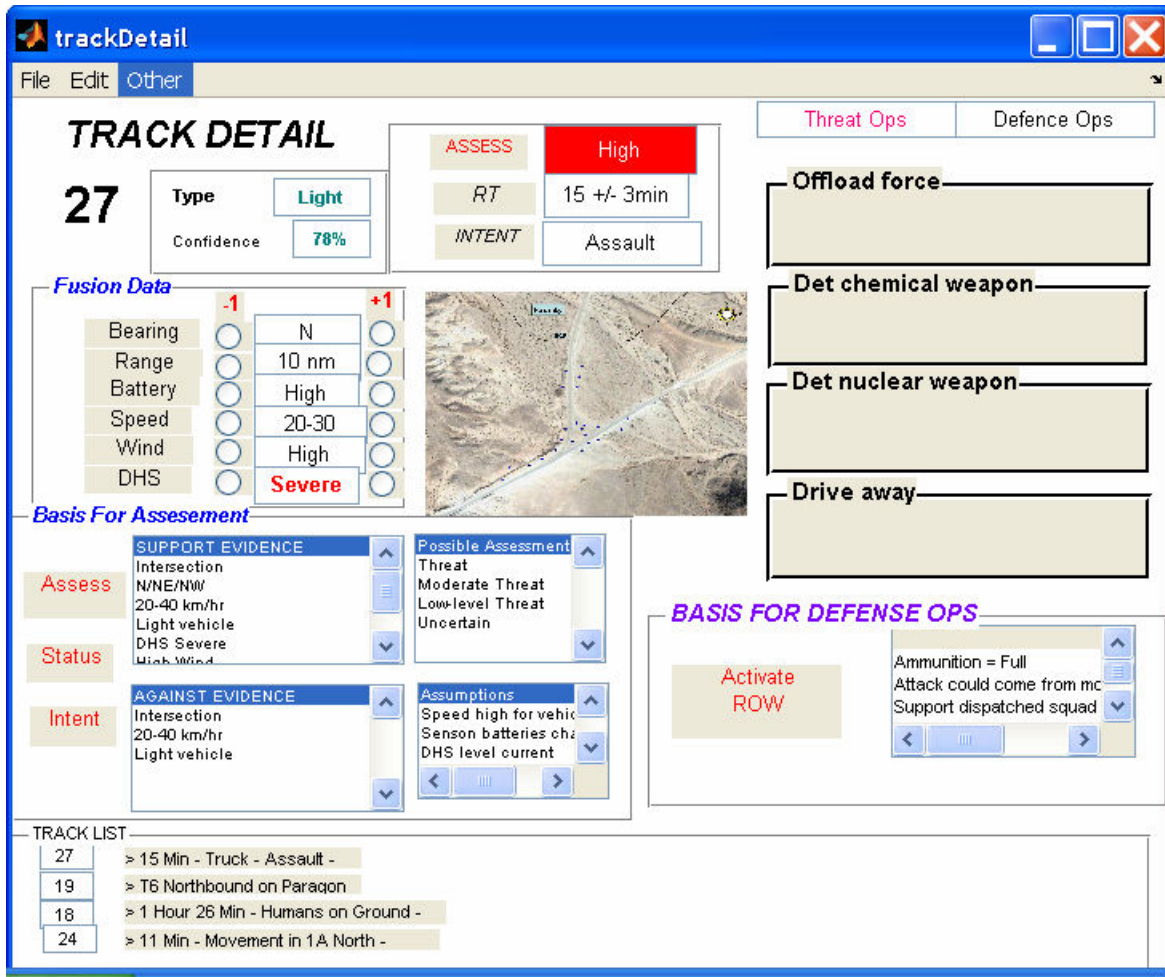 trackDetail
File Edit Other
TRACK DETAIL
27
Type Light
Confidence 78%
ASSESS High
RT 15 +/- 3min
INTENT Assault
Threat Ops Defence Ops
Offload force
Det chemical weapon
Det nuclear weapon
Drive away
Fusion Data
-1 +1
Bearing N
Range 10 nm
Battery High
Speed 20-30
Wind High
DHS Severe
Basis For Assesement
Assess
Status
Intent
SUPPORT EVIDENCE
Intersection
N/NE/NW
20-40 km/hr
Light vehicle
DHS Severe
High Wind
Possible Assessment
Threat
Moderate Threat
Low-level Threat
Uncertain
AGAINST EVIDENCE
Intersection
20-40 km/hr
Light vehicle
Assumptions
Speed high for vehic
Senson batteries cha
DHS level current
BASIS FOR DEFENSE OPS
Activate
ROW
Ammunition = Full
Attack could come from mc
Support dispatched squad
TRACK LIST
27 > 15 Min - Truck - Assault -
19 > T6 Northbound on Paragon
18 > 1 Hour 26 Min - Humans on Ground -
24 > 11 Min - Movement in 1A North -